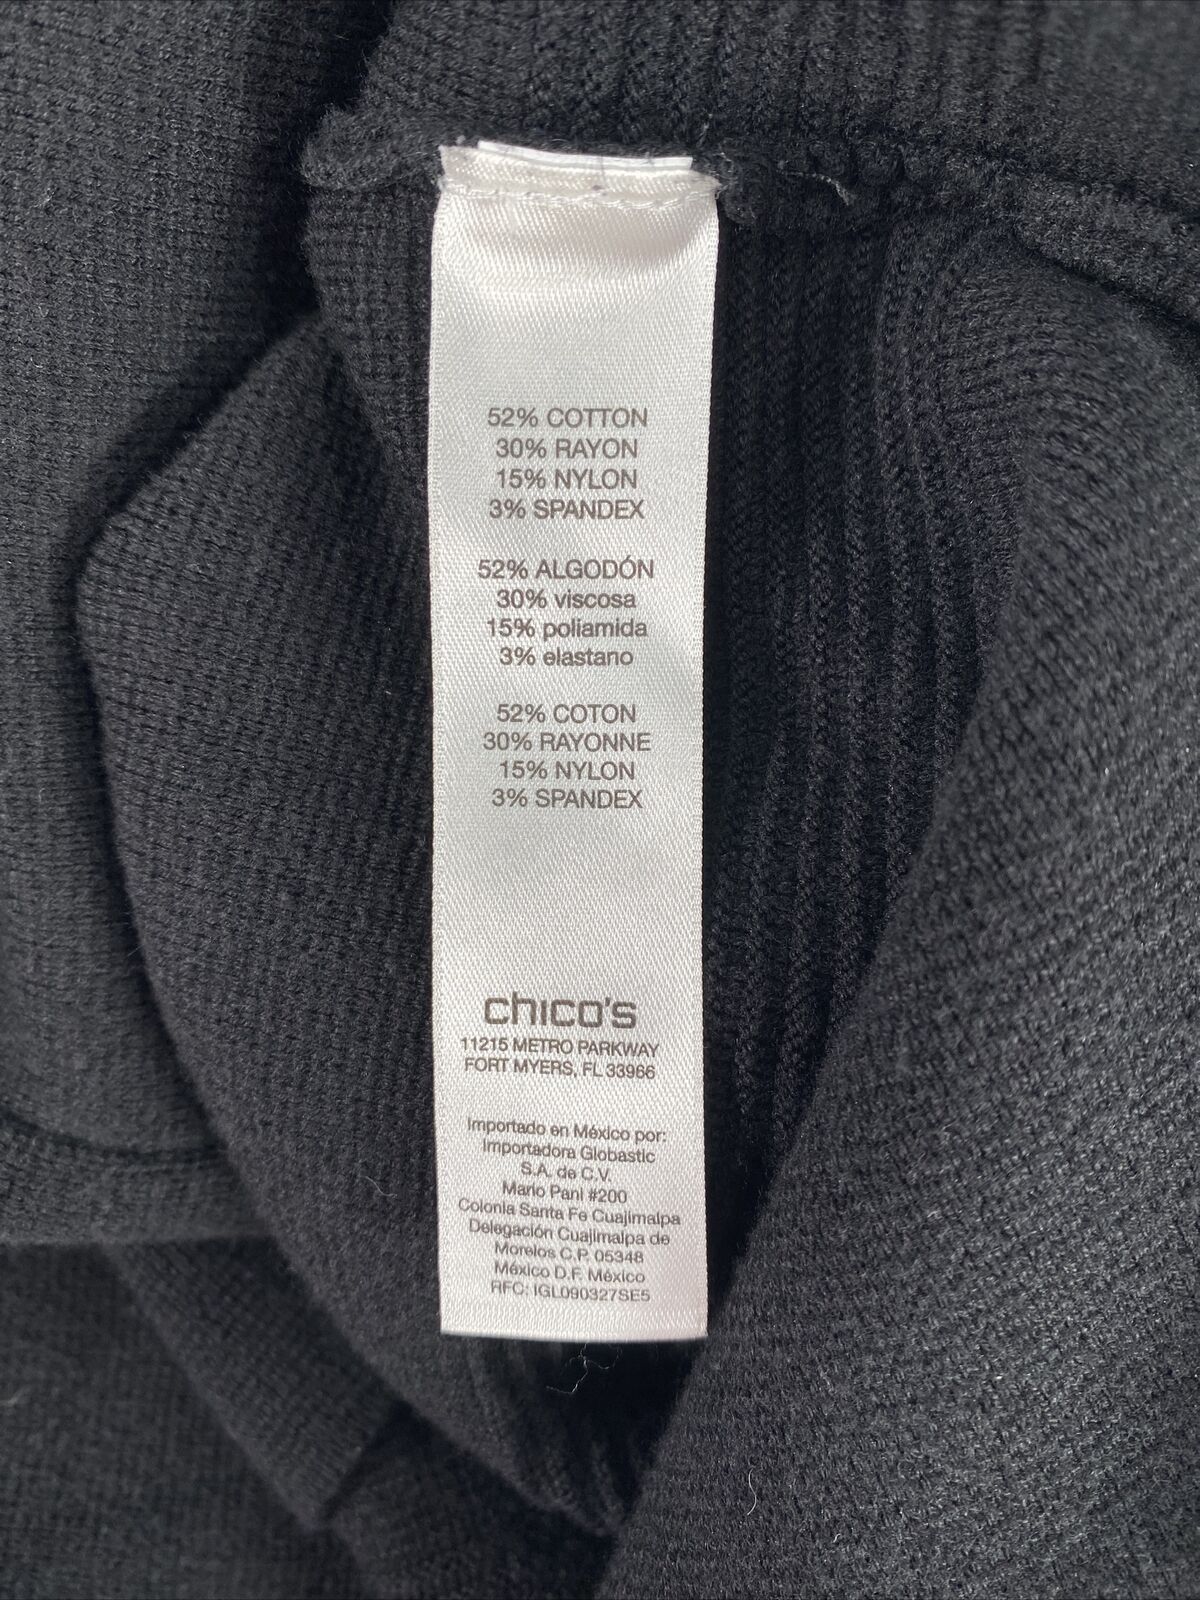 52% COTTON
30% RAYON
15% NYLON
3% SPANDEX
52% ALGODÓN
30% viscosa
15% poliamida
3% elastano
52% COTON
30% RAYONNE
15% NYLON
3% SPANDEX
chico's
11215 METRO PARKWAY
FORT MYERS, FL 33966
Importado en México por:
Importadora Globastic
S.A. de C.V.
Mario Pani #200
Colonia Santa Fe Cuajimalpa
Delegación Cuajimalpa de
Morelos C.P. 05348
México D.F. México
RFC: IGL090327SE5